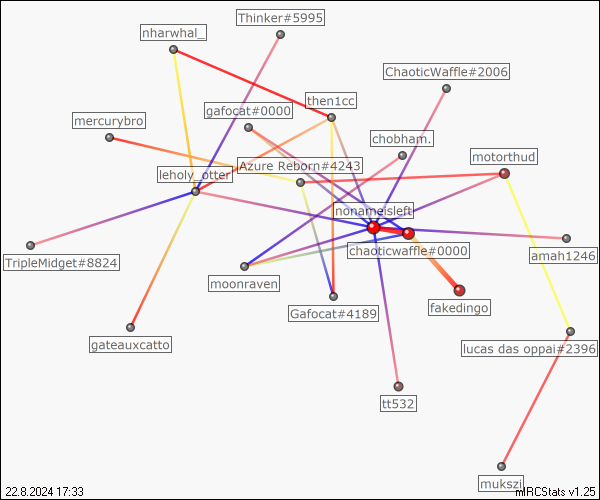 Thinker#5995
nharwhal_
ChaoticWaffle#2006
then1cc
gafocat#0000
mercurybro
chobham.
motorthud
Azure Reborn#4243
leholy_otter
nonameisleft
chaoticwaffle#0000
amah1246
TripleMidget#8824
moonraven
fakedingo
Gafocat#4189
gateauxcatto
lucas das oppai#2396
tt532
mukszi
22.8.2024 17:33
mIRCStats v1.25